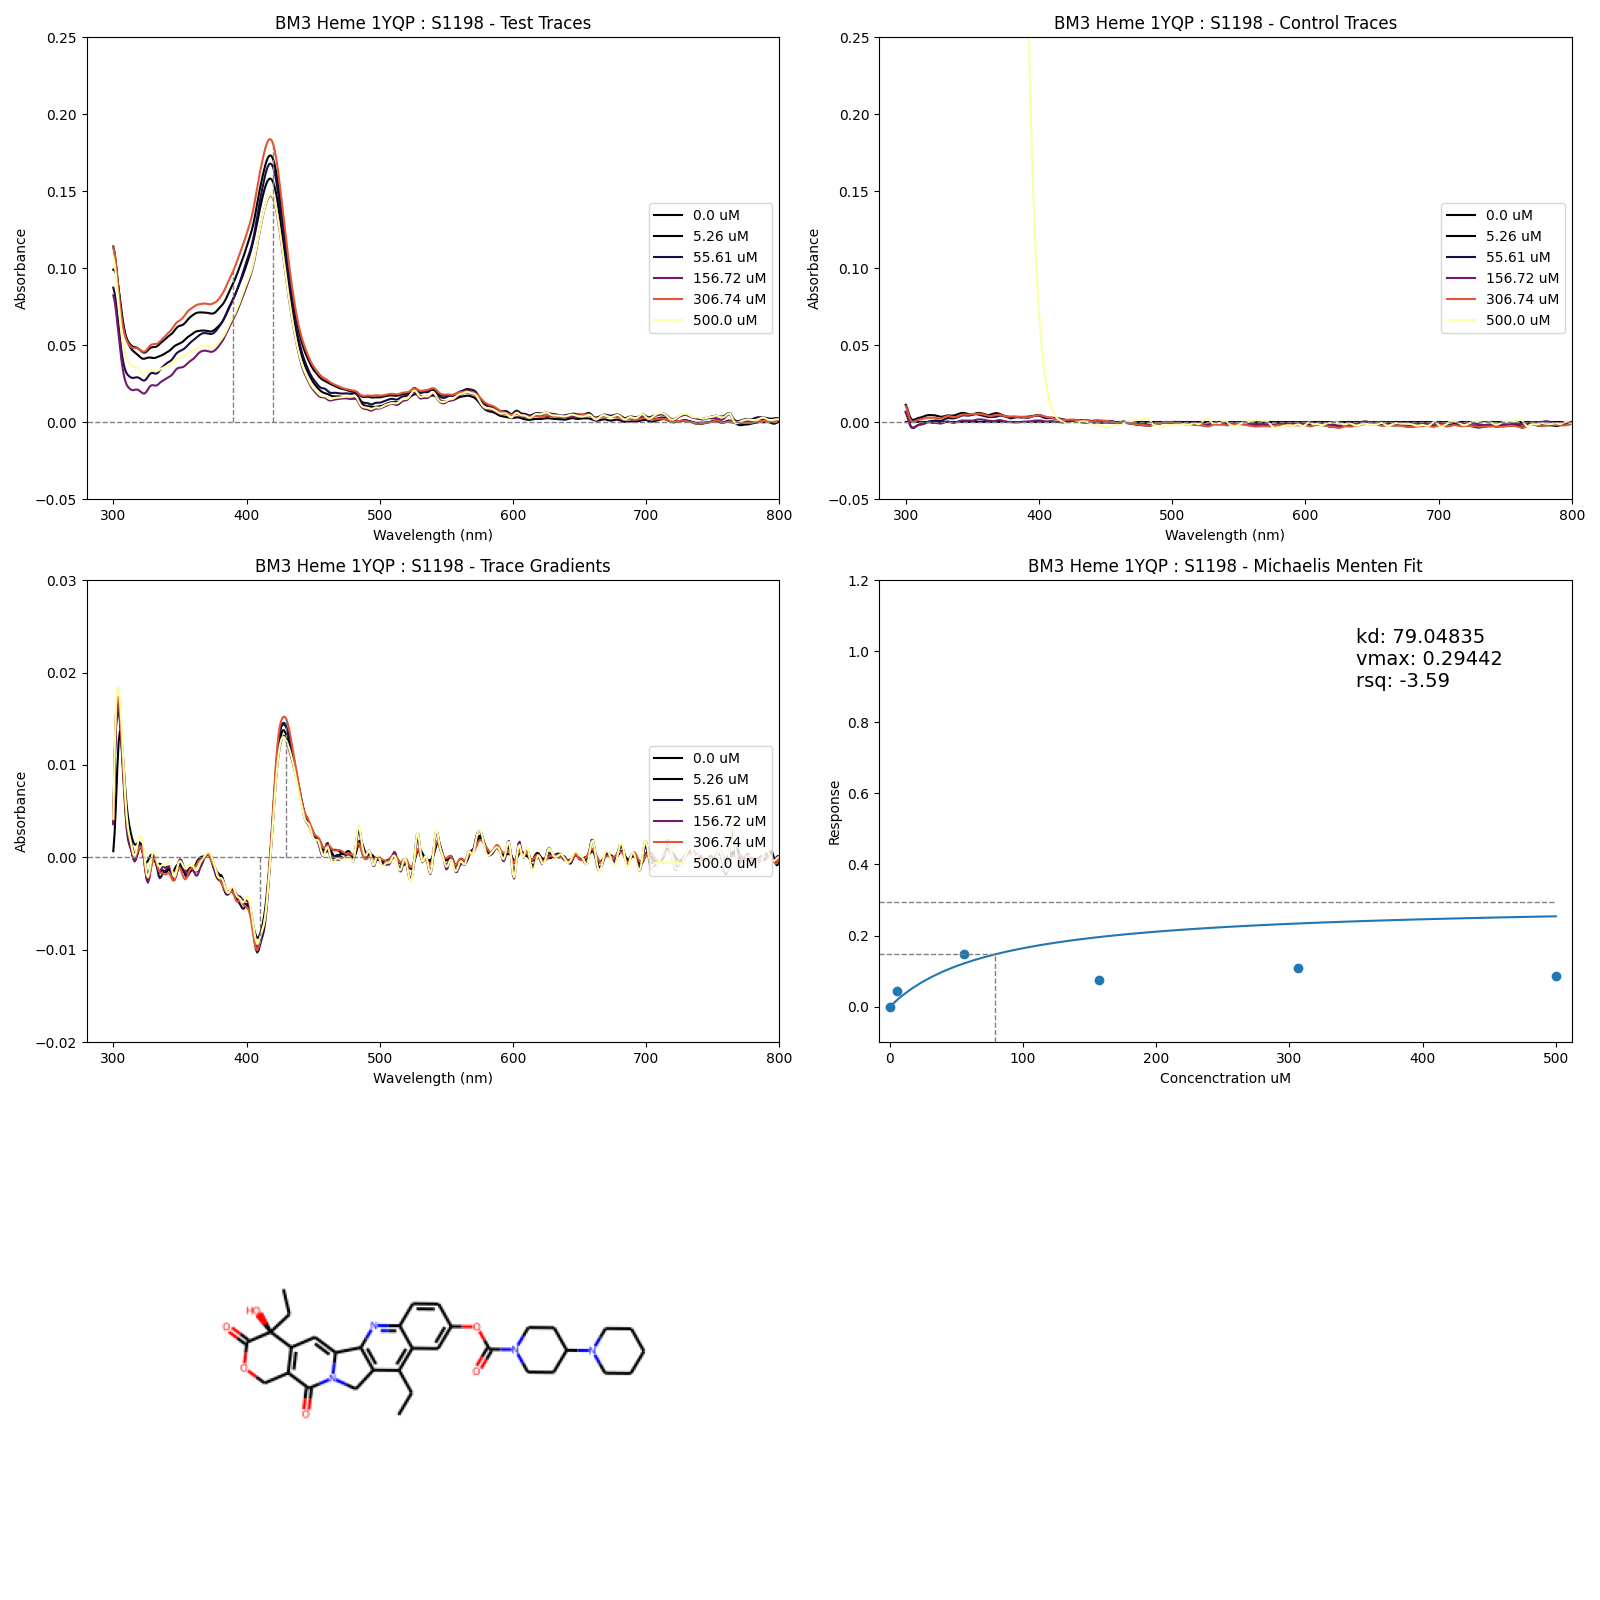 BM3 Heme 1YQP : S1198 - Test Traces
0.25
0.20
0.15
0.10
0.05
0.00
−0.05
Absorbance
300 400 500 600 700 800
Wavelength (nm)
0.0 uM
5.26 uM
55.61 uM
156.72 uM
306.74 uM
500.0 uM
BM3 Heme 1YQP : S1198 - Control Traces
0.25
0.20
0.15
0.10
0.05
0.00
−0.05
Absorbance
300 400 500 600 700 800
Wavelength (nm)
0.0 uM
5.26 uM
55.61 uM
156.72 uM
306.74 uM
500.0 uM
BM3 Heme 1YQP : S1198 - Trace Gradients
0.03
0.02
0.01
0.00
−0.01
−0.02
Absorbance
300 400 500 600 700 800
Wavelength (nm)
0.0 uM
5.26 uM
55.61 uM
156.72 uM
306.74 uM
500.0 uM
BM3 Heme 1YQP : S1198 - Michaelis Menten Fit
1.2
1.0
0.8
0.6
0.4
0.2
0.0
Response
0 100 200 300 400 500
Concenctration uM
kd: 79.04835
vmax: 0.29442
rsq: -3.59
HO
O
O
O
N
N
O
O
N
N